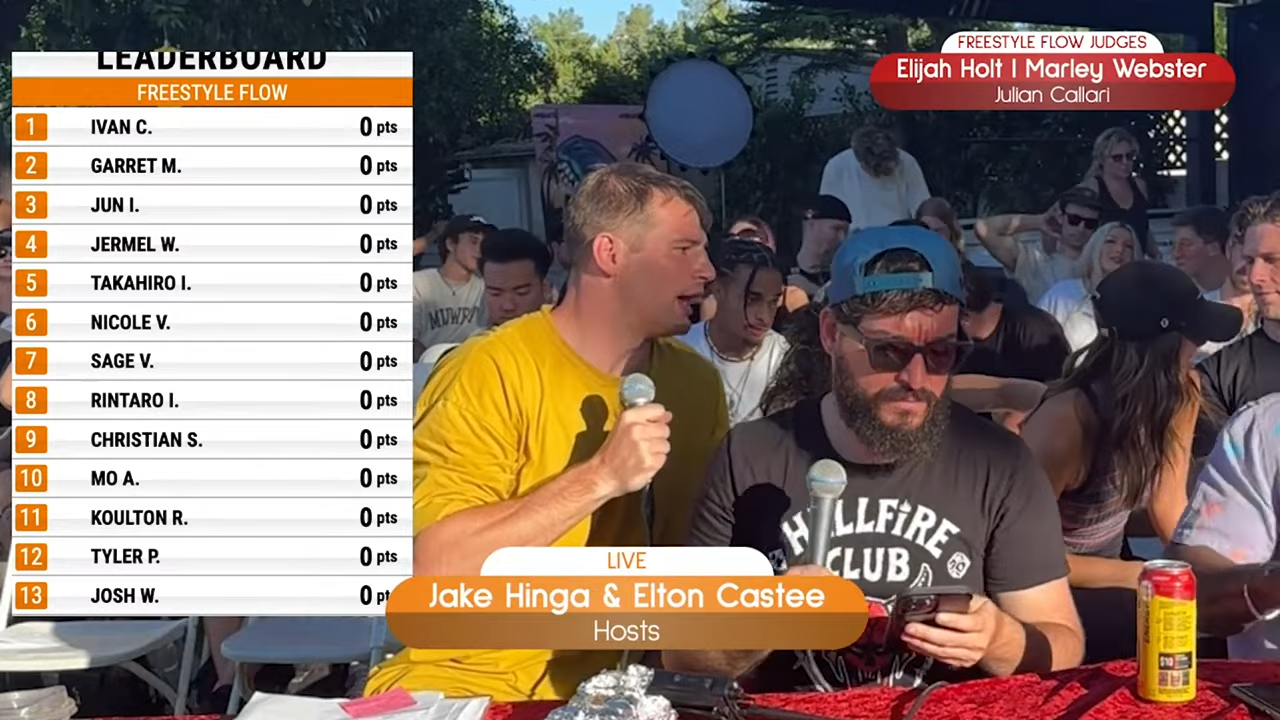 LEADERBOARD
FREESTYLE FLOW
1 IVAN C. 0 pts
2 GARRET M. 0 pts
3 JUN I. 0 pts
4 JERMEL W. 0 pts
5 TAKAHIRO I. 0 pts
6 NICOLE V. 0 pts
7 SAGE V. 0 pts
8 RINTARO I. 0 pts
9 CHRISTIAN S. 0 pts
10 MO A. 0 pts
11 KOULTON R. 0 pts
12 TYLER P. 0 pts
13 JOSH W. 0
FREESTYLE FLOW JUDGES
Elijah Holt | Marley Webster
Julian Callari
HELLFIRE
CLUB
LIVE
Jake Hinga & Elton Castee
Hosts
$10